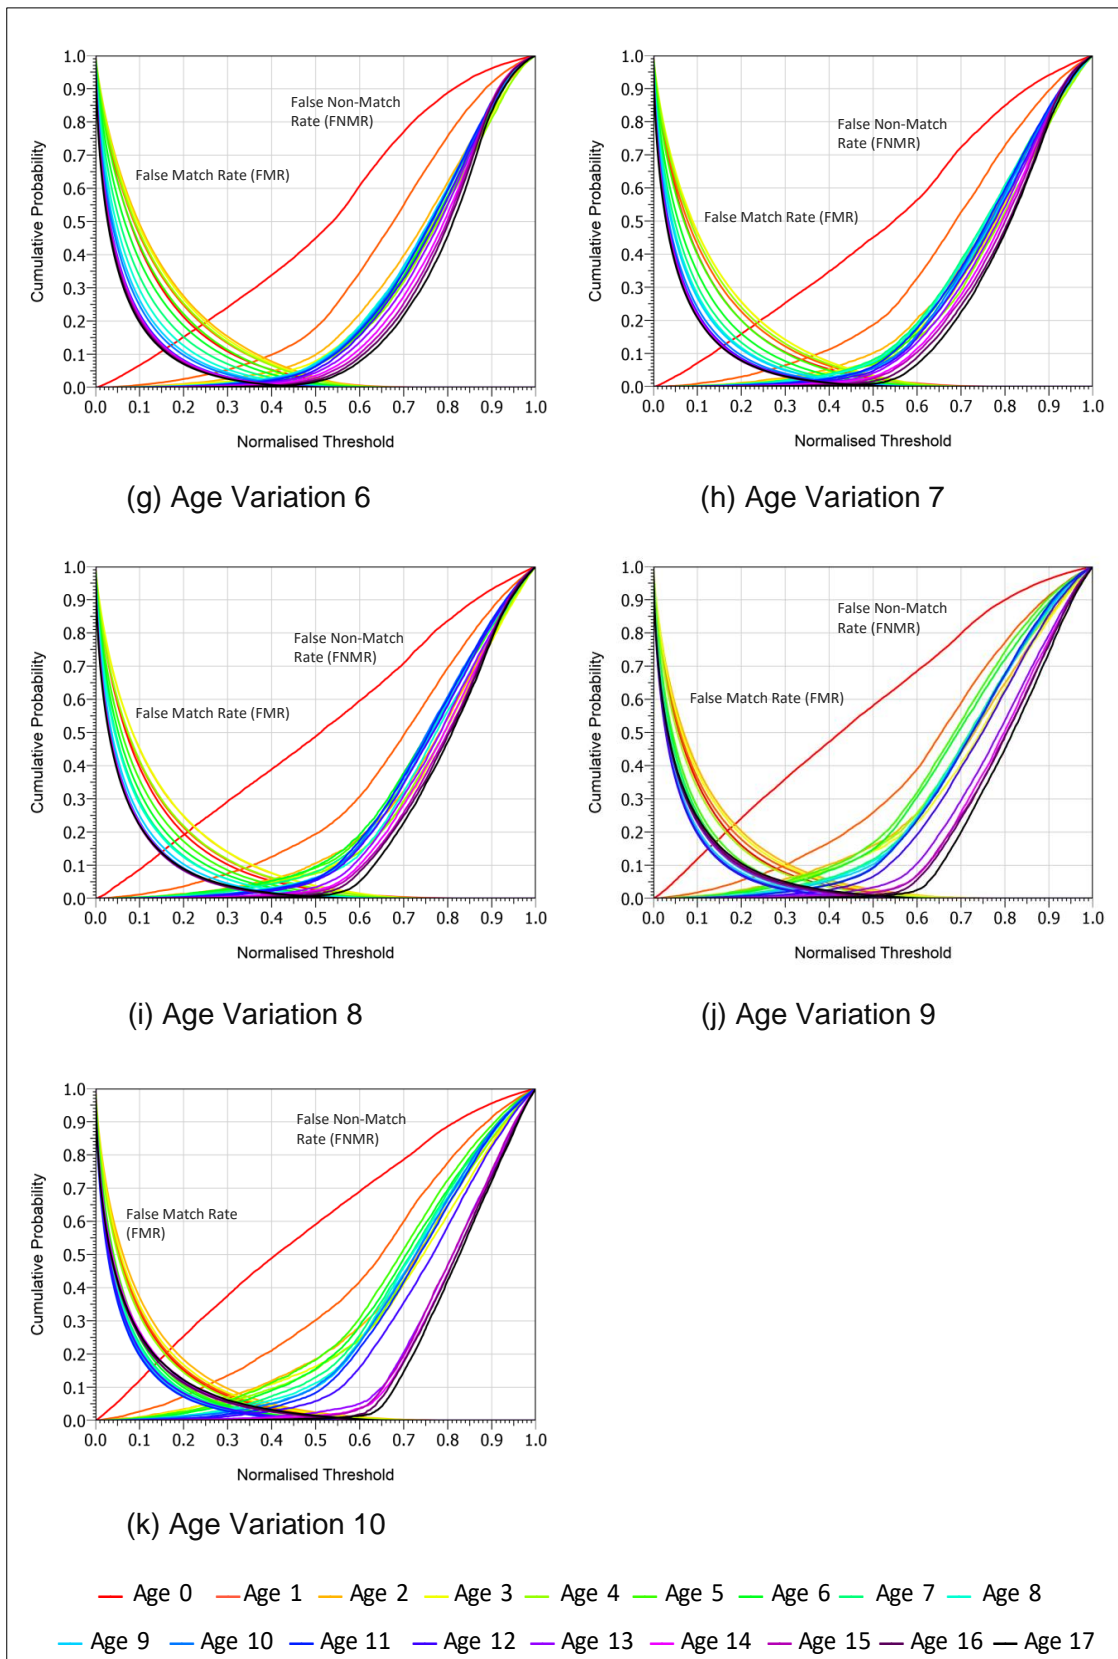 1.0
0.9
0.8
0.7
0.6
0.5
0.4
0.3
0.2
0.1
0.0
Cumulative Probability
False Non-Match
Rate (FNMR)
False Match Rate (FMR)
0.0 0.1 0.2 0.3 0.4 0.5 0.6 0.7 0.8 0.9 1.0
Normalised Threshold
(g) Age Variation 6
1.0
0.9
0.8
0.7
0.6
0.5
0.4
0.3
0.2
0.1
0.0
Cumulative Probability
False Non-Match
Rate (FNMR)
False Match Rate (FMR)
0.0 0.1 0.2 0.3 0.4 0.5 0.6 0.7 0.8 0.9 1.0
Normalised Threshold
(h) Age Variation 7
1.0
0.9
0.8
0.7
0.6
0.5
0.4
0.3
0.2
0.1
0.0
Cumulative Probability
False Non-Match
Rate (FNMR)
False Match Rate (FMR)
0.0 0.1 0.2 0.3 0.4 0.5 0.6 0.7 0.8 0.9 1.0
Normalised Threshold
(i) Age Variation 8
1.0
0.9
0.8
0.7
0.6
0.5
0.4
0.3
0.2
0.1
0.0
Cumulative Probability
False Non-Match
Rate (FNMR)
False Match Rate (FMR)
0.0 0.1 0.2 0.3 0.4 0.5 0.6 0.7 0.8 0.9 1.0
Normalised Threshold
(j) Age Variation 9
1.0
0.9
0.8
0.7
0.6
0.5
0.4
0.3
0.2
0.1
0.0
Cumulative Probability
False Non-Match
Rate (FNMR)
False Match Rate
(FMR)
0.0 0.1 0.2 0.3 0.4 0.5 0.6 0.7 0.8 0.9 1.0
Normalised Threshold
(k) Age Variation 10
Age 0 Age 1 Age 2 Age 3 Age 4 Age 5 Age 6 Age 7 Age 8
Age 9 Age 10 Age 11 Age 12 Age 13 Age 14 Age 15 Age 16 Age 17